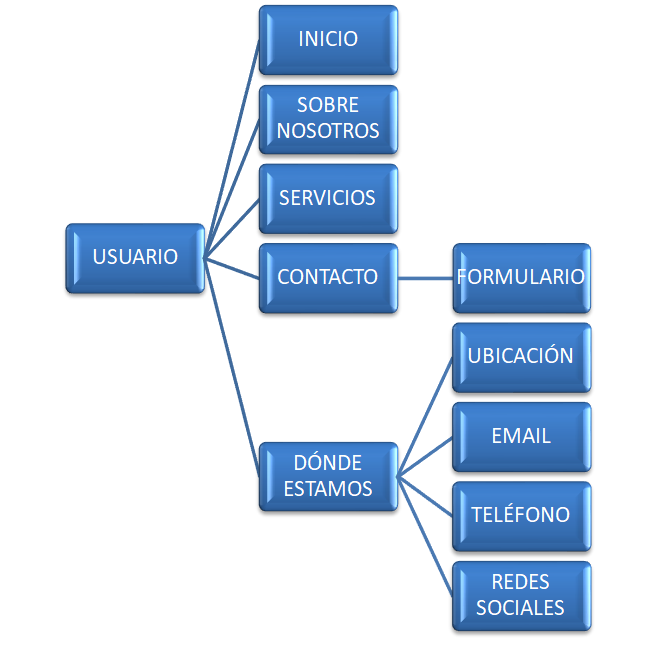 INICIO
SOBRE
NOSOTROS
SERVICIOS
USUARIO
CONTACTO
FORMULARIO
UBICACIÓN
EMAIL
DÓNDE
ESTAMOS
TELÉFONO
REDES
SOCIALES